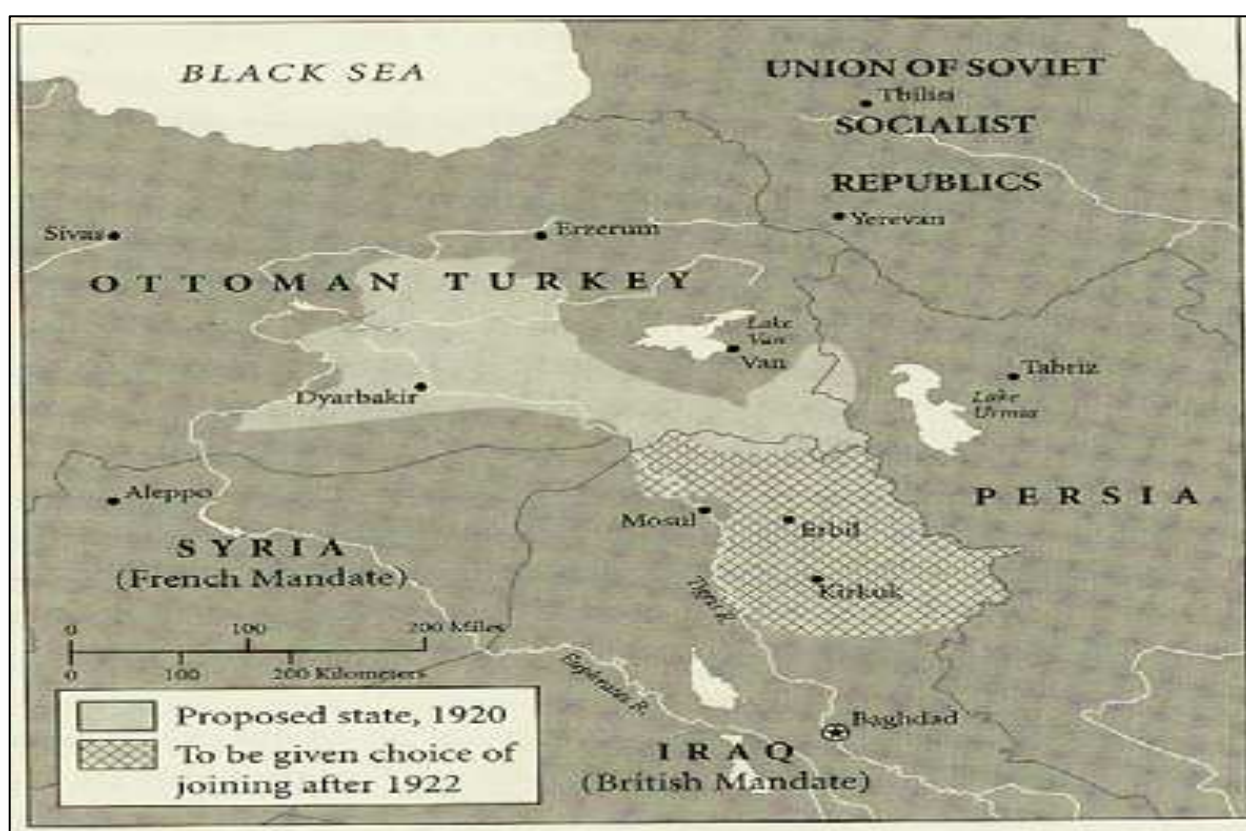 BLACK SEA
UNION OF SOVIET
Tbilisi
SOCIALIST
REPUBLICS
Yerevan
Sivas
Erzerum
OTTOMAN TURKEY
Lake
Van
Van
Tabriz
Lake
Urmia
Dyarbakir
Aleppo
PERSIA
Mosul
Erbil
SYRIA
(French Mandate)
Kirkuk
Tigris R.
0 100 200 Miles
0 100 200 Kilometers
Euphrates R.
Proposed state, 1920
To be given choice of
joining after 1922
Baghdad
IRAQ
(British Mandate)